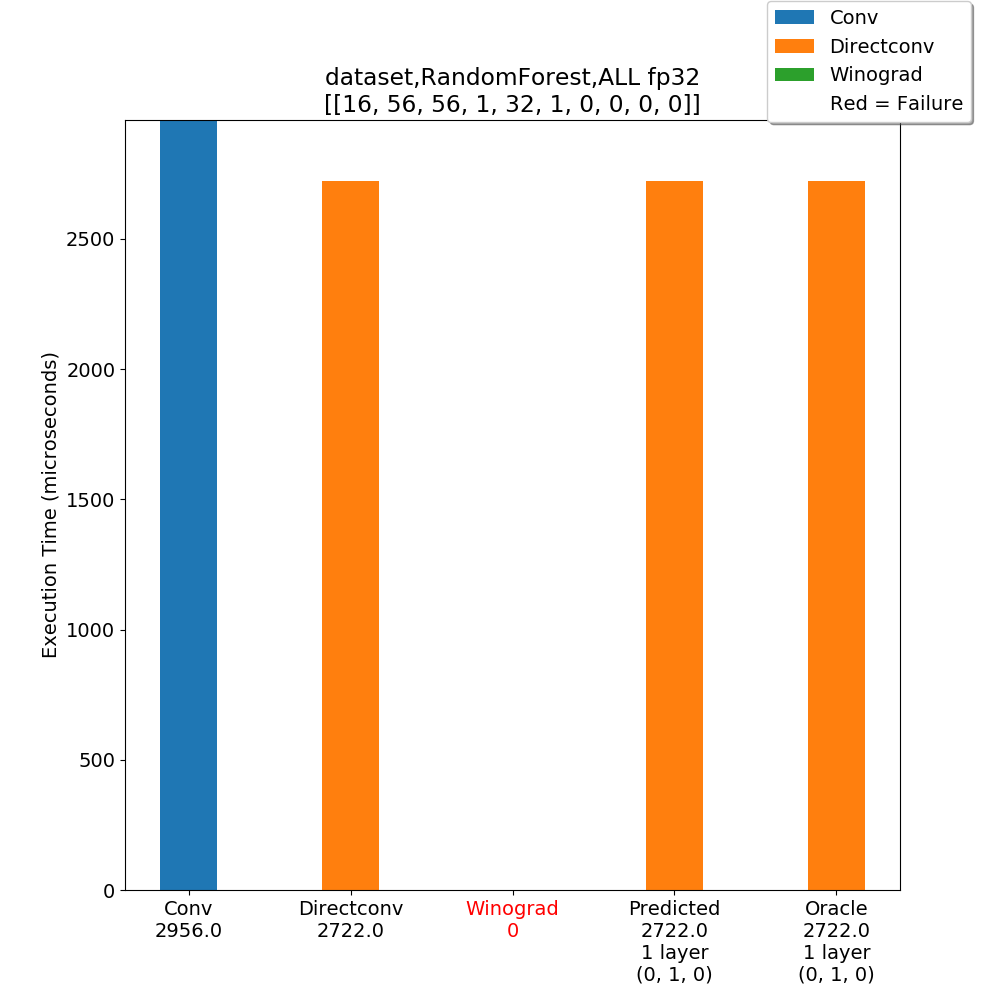 Conv
Directconv
Winograd
Red = Failure
dataset,RandomForest,ALL fp32
[[16, 56, 56, 1, 32, 1, 0, 0, 0, 0]]
Execution Time (microseconds)
2500
2000
1500
1000
500
0
Conv
2956.0
Directconv
2722.0
Winograd
0
Predicted
2722.0
1 layer
(0, 1, 0)
Oracle
2722.0
1 layer
(0, 1, 0)